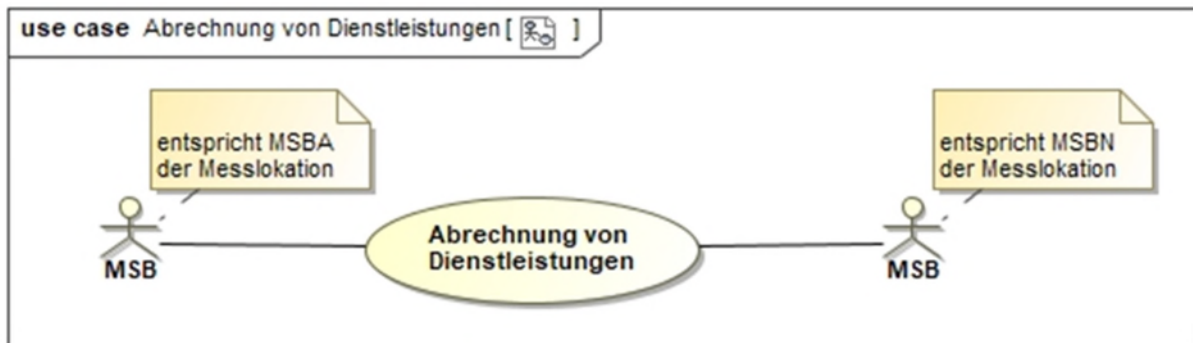 use case Abrechnung von Dienstleistungen [ ]
entspricht MSBA
der Messlokation
entspricht MSBN
der Messlokation
Abrechnung von
Dienstleistungen
MSB
MSB